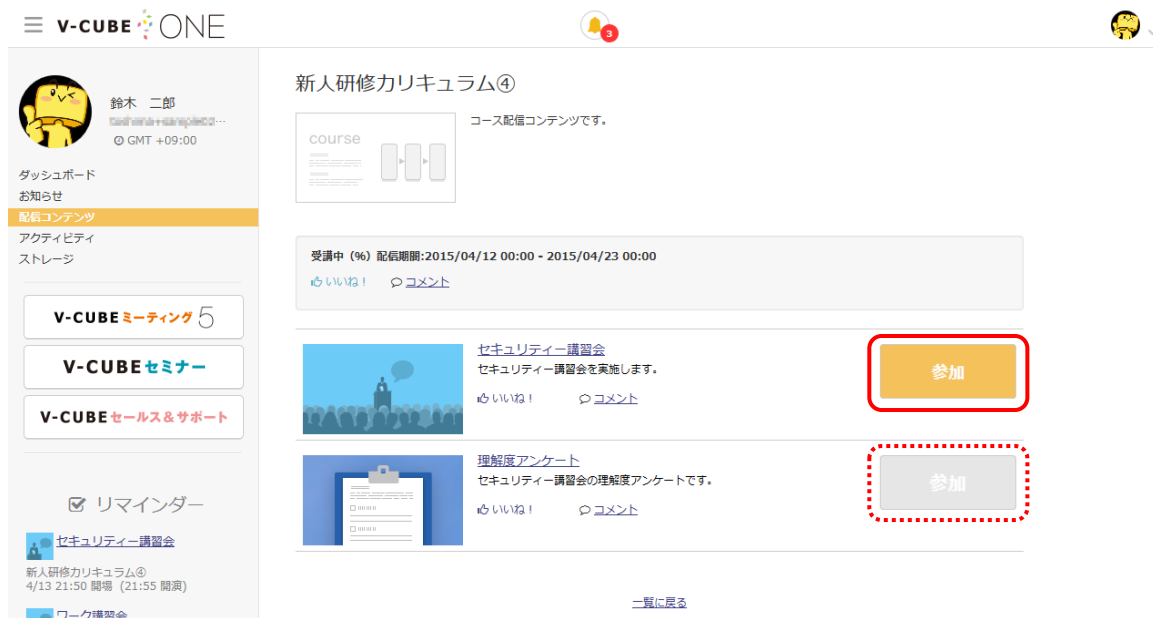 V-CUBE ONE
3
鈴木 二郎
GMT +09:00
ダッシュボード
お知らせ
配信コンテンツ
アクティビティ
ストレージ
V-CUBE ミーティング 5
V-CUBE セミナー
V-CUBE セールス&サポート
リマインダー
セキュリティー講習会
新人研修カリキュラム④
4/13 21:50 開場 (21:55 開演)
ワーク講習会
新人研修カリキュラム④
course
コース配信コンテンツです。
受講中（%）配信期間:2015/04/12 00:00 - 2015/04/23 00:00
いいね！ コメント
セキュリティー講習会
セキュリティー講習会を実施します。
いいね！ コメント
参加
理解度アンケート
セキュリティー講習会の理解度アンケートです。
いいね！ コメント
参加
一覧に戻る